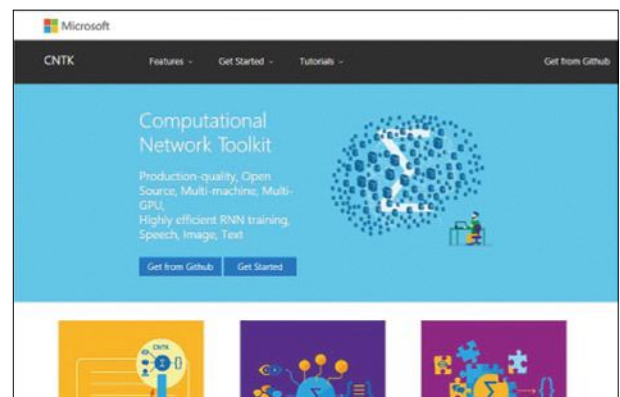 Microsoft
CNTK Features Get Started Tutorials Get from Github
Computational
Network Toolkit
Production-quality, Open
Source, Multi-machine, Multi-
GPU,
Highly efficient RNN training,
Speech, Image, Text
Get from Github Get Started
CNTK